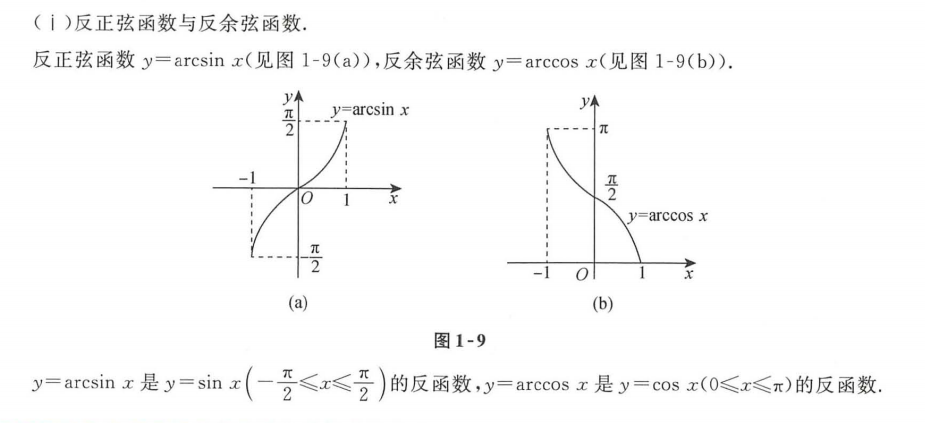 (ⅰ)反正弦函数与反余弦函数.
反正弦函数 y=arcsin x(见图 1-9(a)),反余弦函数 y=arccos x(见图 1-9(b)).
y
π/2
y=arcsin x
-1
O
1
x
-π/2
(a)
y
π
π/2
y=arccos x
-1
O
1
x
(b)
图 1-9
y=arcsin x 是 y=sin x(-π/2≤x≤π/2)的反函数,y=arccos x 是 y=cos x(0≤x≤π)的反函数.